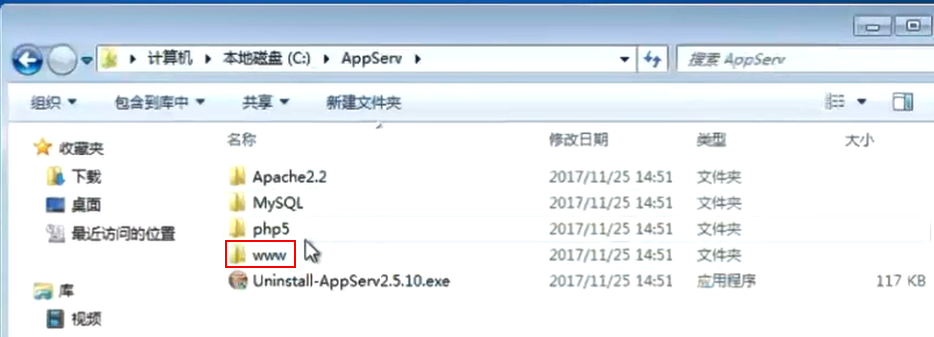 计算机 本地磁盘 (C:) AppServ 搜索 AppServ
组织 包含到库中 共享 新建文件夹
名称 修改日期 类型 大小
收藏夹
下载
桌面
最近访问的位置
库
视频
Apache2.2 2017/11/25 14:51 文件夹
MySQL 2017/11/25 14:51 文件夹
php5 2017/11/25 14:51 文件夹
www 2017/11/25 14:51 文件夹
Uninstall-AppServ2.5.10.exe 2017/11/25 14:51 应用程序 117 KB